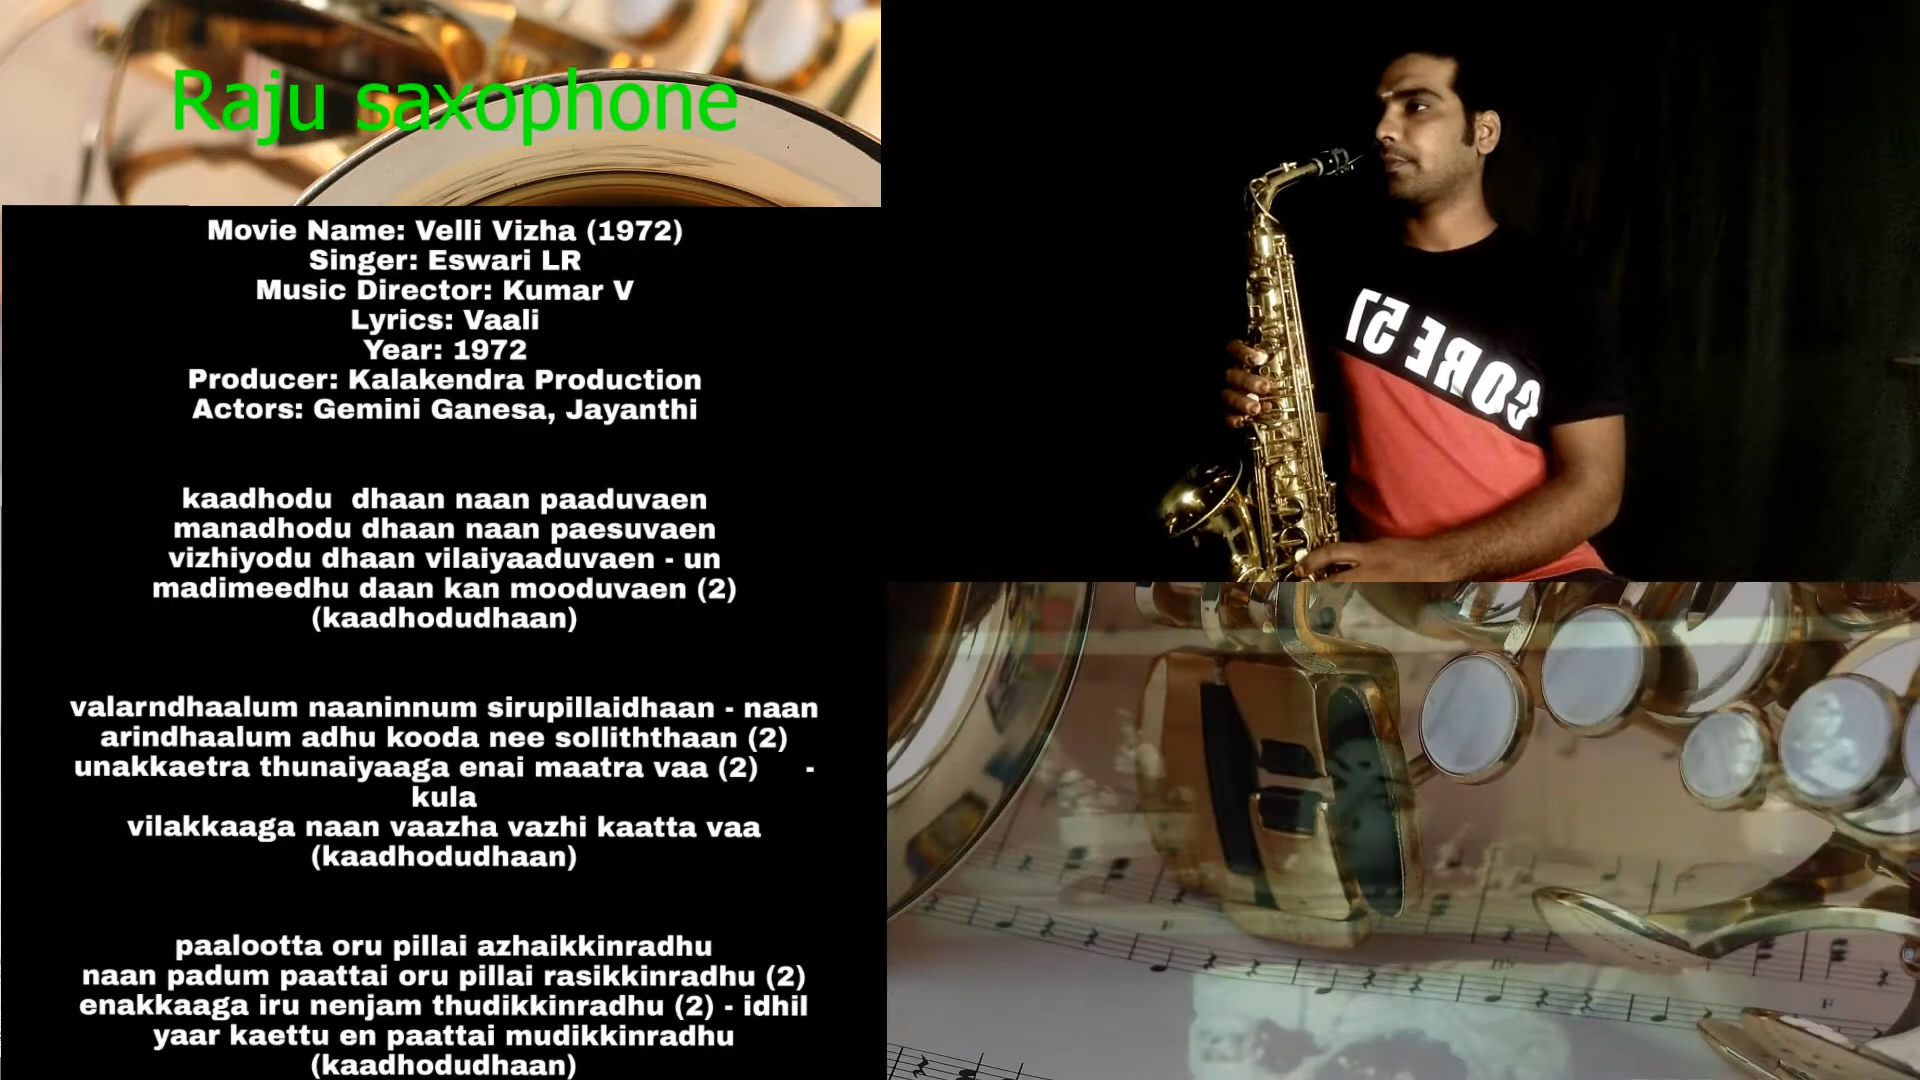 Raju saxophone
Movie Name: Velli Vizha (1972)
Singer: Eswari LR
Music Director: Kumar V
Lyrics: Vaali
Year: 1972
Producer: Kalakendra Production
Actors: Gemini Ganesa, Jayanthi
kaadhodu  dhaan naan paaduvaen
manadhodu dhaan naan paesuvaen
vizhiyodu dhaan vilaiyaaduvaen - un
madimeedhu daan kan mooduvaen (2)
(kaadhodudhaan)
valarndhaalum naaninnum sirupillaidhaan - naan
arindhaalum adhu kooda nee solliththaan (2)
unakkaetra thunaiyaaga enai maatra vaa (2)      -
kula
vilakkaaga naan vaazha vazhi kaatta vaa
(kaadhodudhaan)
paalootta oru pillai azhaikkinradhu
naan padum paattai oru pillai rasikkinradhu (2)
enakkaaga iru nenjam thudikkinradhu (2) - idhil
yaar kaettu en paattai mudikkinradhu
(kaadhodudhaan)
CORE 57
F
F